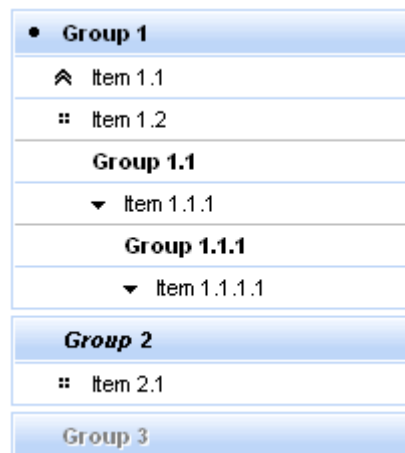 Group 1
Item 1.1
Item 1.2
Group 1.1
Item 1.1.1
Group 1.1.1
Item 1.1.1.1
Group 2
Item 2.1
Group 3